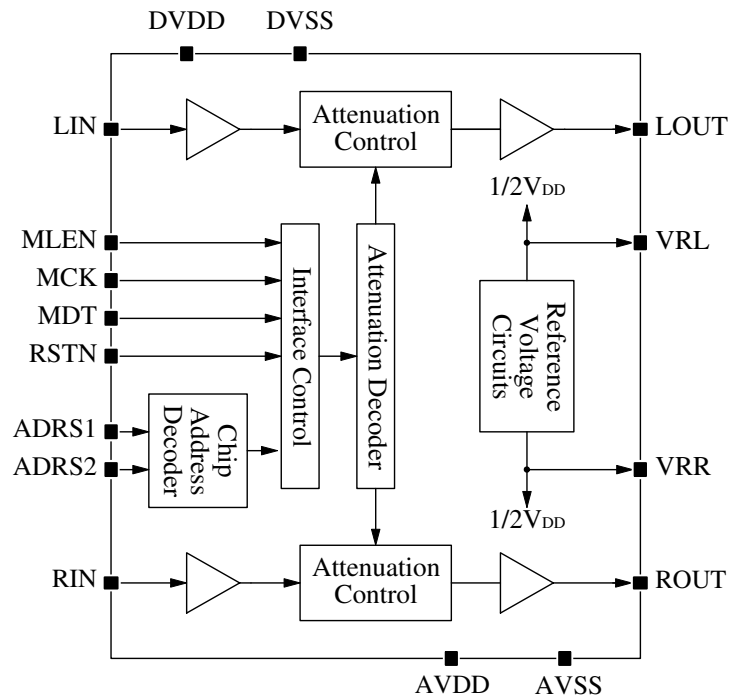 DVDD
DVSS
LIN
Attenuation
Control
LOUT
1/2VDD
MLEN
MCK
MDT
RSTN
ADRS1
ADRS2
Chip
Address
Decoder
Interface Control
Attenuation Decoder
Reference
Voltage
Circuits
VRL
VRR
1/2VDD
RIN
Attenuation
Control
ROUT
AVDD
AVSS